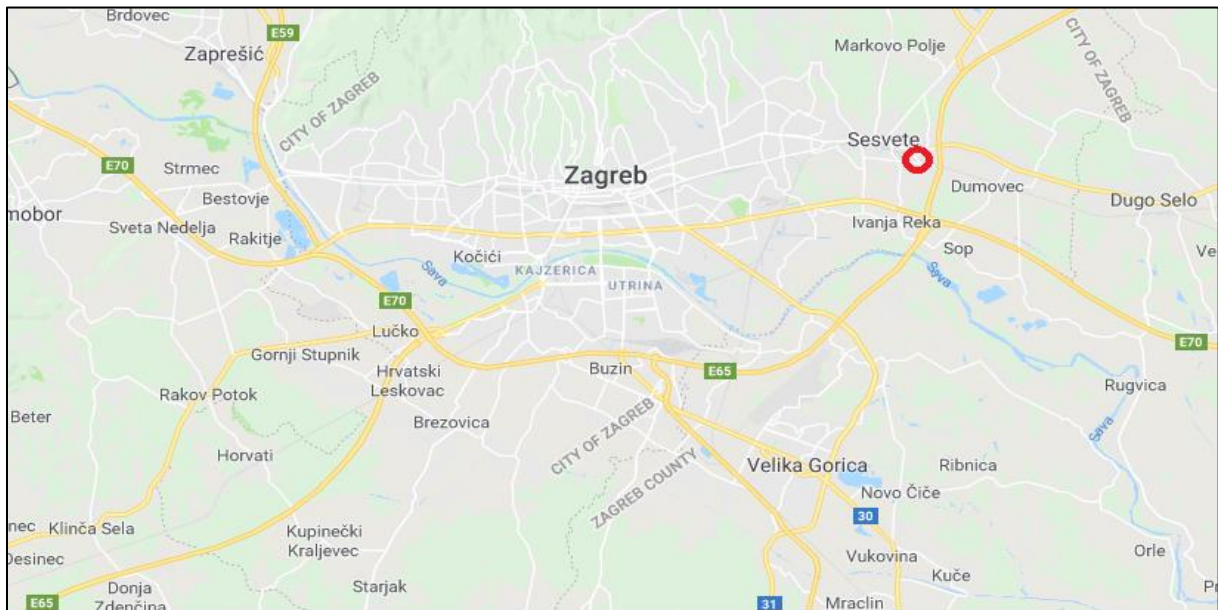 Brdovec
E59
Zaprešić
Markovo Polje
CITY OF ZAGREB
CITY OF ZAGREB
Sesvete
E70
Strmec
Zagreb
Dumovec
Bestovje
Dugo Selo
mobor
Sveta Nedelja
Rakitje
Ivanja Reka
Kočići
Sop
Ve
Sava
KAJZERICA
Sava
UTRINA
E70
Lučko
E70
Gornji Stupnik
Buzin
E65
Hrvatski
Leskovac
Rugvica
Rakov Potok
Beter
Brezovica
Sava
CITY OF ZAGREB
Horvati
Velika Gorica
Ribnica
ZAGREB COUNTY
Novo Čiče
nec
Klinča Sela
30
Kupinečki
Kraljevec
Desinec
Vukovina
Orle
Donja
Zdenčina
Starjak
Kuče
Pr
E65
31
Mraclin